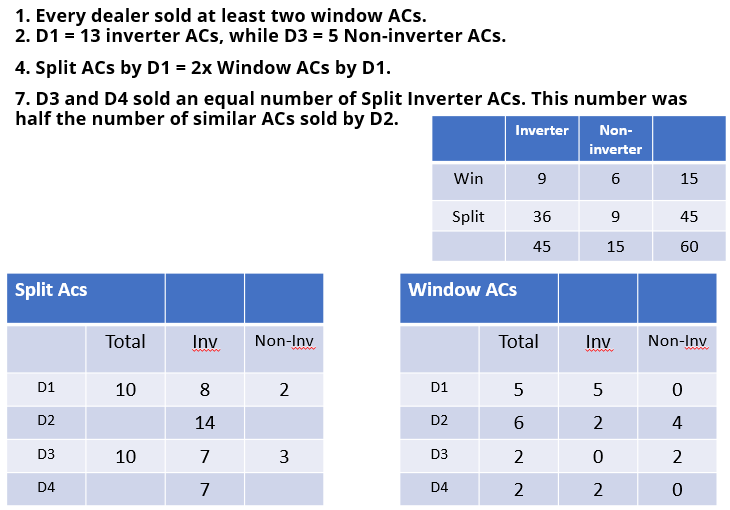 1. Every dealer sold at least two window ACs.
2. D1 = 13 inverter ACs, while D3 = 5 Non-inverter ACs.
4. Split ACs by D1 = 2x Window ACs by D1.
7. D3 and D4 sold an equal number of Split Inverter ACs. This number was
half the number of similar ACs sold by D2.
Inverter Non-
inverter
Win 9 6 15
Split 36 9 45
45 15 60
Split Acs
Total Inv Non-Inv
D1 10 8 2
D2 14
D3 10 7 3
D4 7
Window ACs
Total Inv Non-Inv
D1 5 5 0
D2 6 2 4
D3 2 0 2
D4 2 2 0